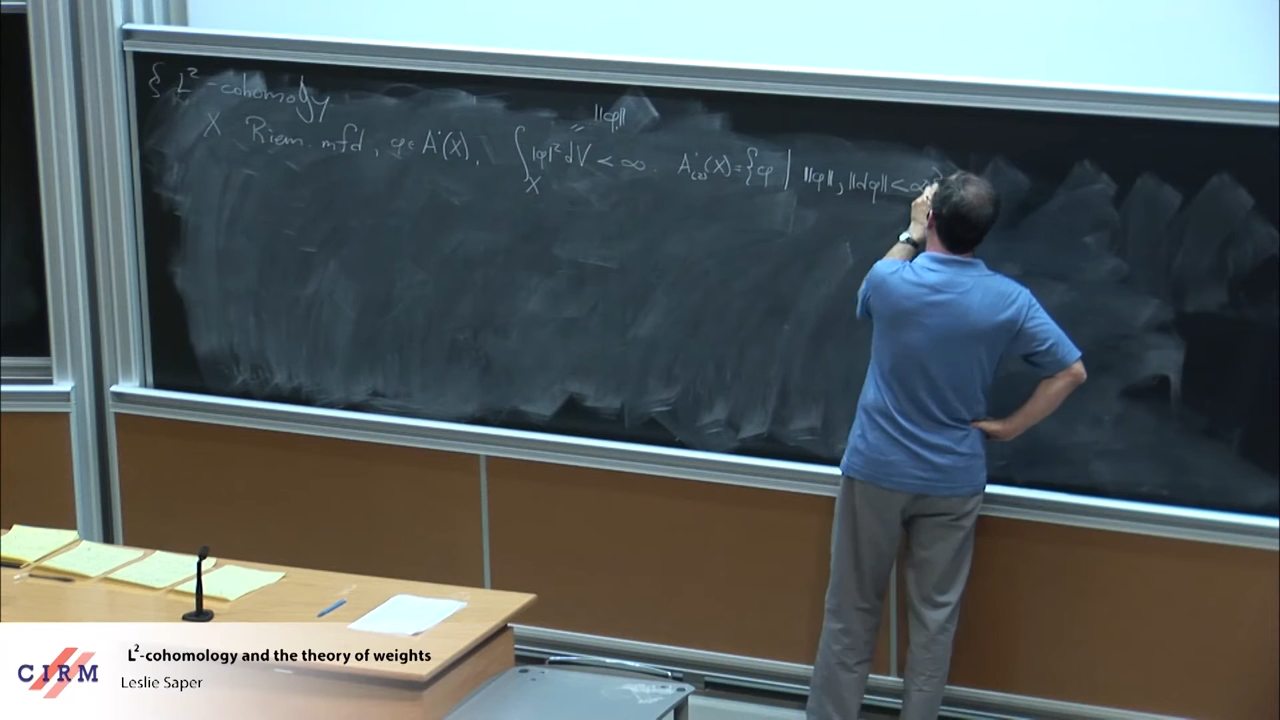 { L²-cohomology
X Riem. mfd, φ ∈ A˙(X), ∫_X |φ|² dV < ∞. A˙₍₂₎(X) = {φ | ‖φ‖, ‖dφ‖ < ∞}
" ‖φ‖
CIRM
L²-cohomology and the theory of weights
Leslie Saper